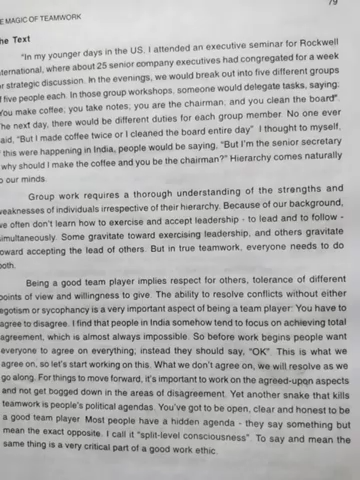 79
E MAGIC OF TEAMWORK
he Text
"In my younger days in the US, I attended an executive seminar for Rockwell
nternational, where about 25 senior company executives had congregated for a week
r strategic discussion. In the evenings, we would break out into five different groups
f five people each. In those group workshops, someone would delegate tasks, saying;
You make coffee; you take notes, you are the chairman; and you clean the board".
he next day, there would be different duties for each group member. No one ever
aid, "But I made coffee twice or I cleaned the board entire day" I thought to myself,
this were happening in India, people would be saying, "But I'm the senior secretary
why should I make the coffee and you be the chairman?" Hierarchy comes naturally
o our minds.
Group work requires a thorough understanding of the strengths and
weaknesses of individuals irrespective of their hierarchy. Because of our background,
we often don't learn how to exercise and accept leadership - to lead and to follow -
simultaneously. Some gravitate toward exercising leadership, and others gravitate
toward accepting the lead of others. But in true teamwork, everyone needs to do
both.
Being a good team player implies respect for others, tolerance of different
points of view and willingness to give. The ability to resolve conflicts without either
egotism or sycophancy is a very important aspect of being a team player: You have to
agree to disagree. I find that people in India somehow tend to focus on achieving total
agreement, which is almost always impossible. So before work begins people want
everyone to agree on everything; instead they should say, "OK". This is what we
agree on, so let's start working on this. What we don't agree on, we will resolve as we
go along. For things to move forward, it's important to work on the agreed-upon aspects
and not get bogged down in the areas of disagreement. Yet another snake that kills
teamwork is people's political agendas. You've got to be open, clear and honest to be
a good team player. Most people have a hidden agenda - they say something but
mean the exact opposite. I call it "split-level consciousness". To say and mean the
same thing is a very critical part of a good work ethic.